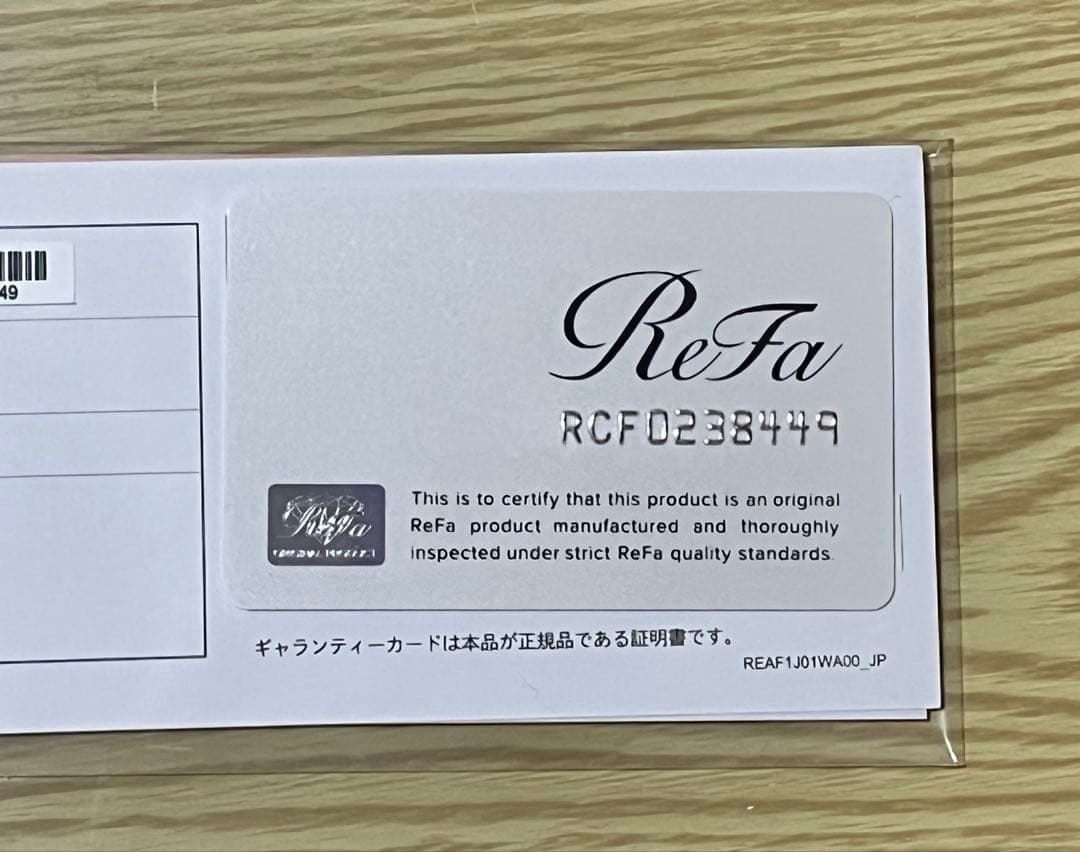 49
ReFa
RCF0238449
ReFa
This is to certify that this product is an original
ReFa product manufactured and thoroughly
inspected under strict ReFa quality standards.
ギャランティーカードは本品が正規品である証明書です。
REAF1J01WA00_JP